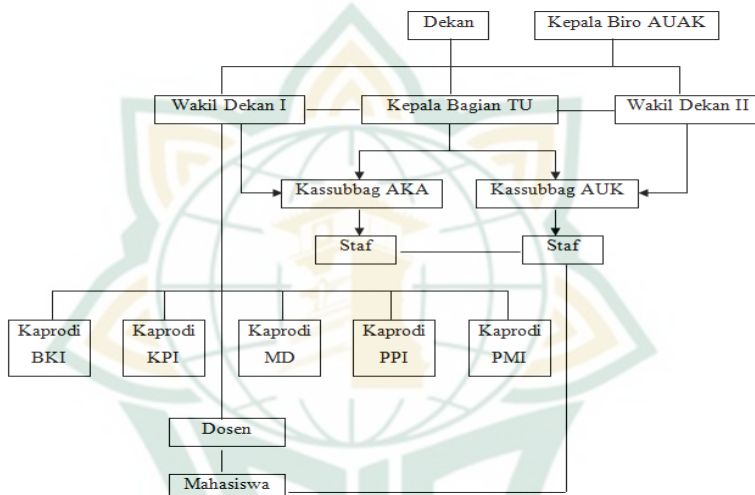 Dekan
Kepala Biro AUAK
Wakil Dekan I
Kepala Bagian TU
Wakil Dekan II
Kassubbag AKA
Kassubbag AUK
Staf
Staf
Kaprodi
BKI
Kaprodi
KPI
Kaprodi
MD
Kaprodi
PPI
Kaprodi
PMI
Dosen
Mahasiswa